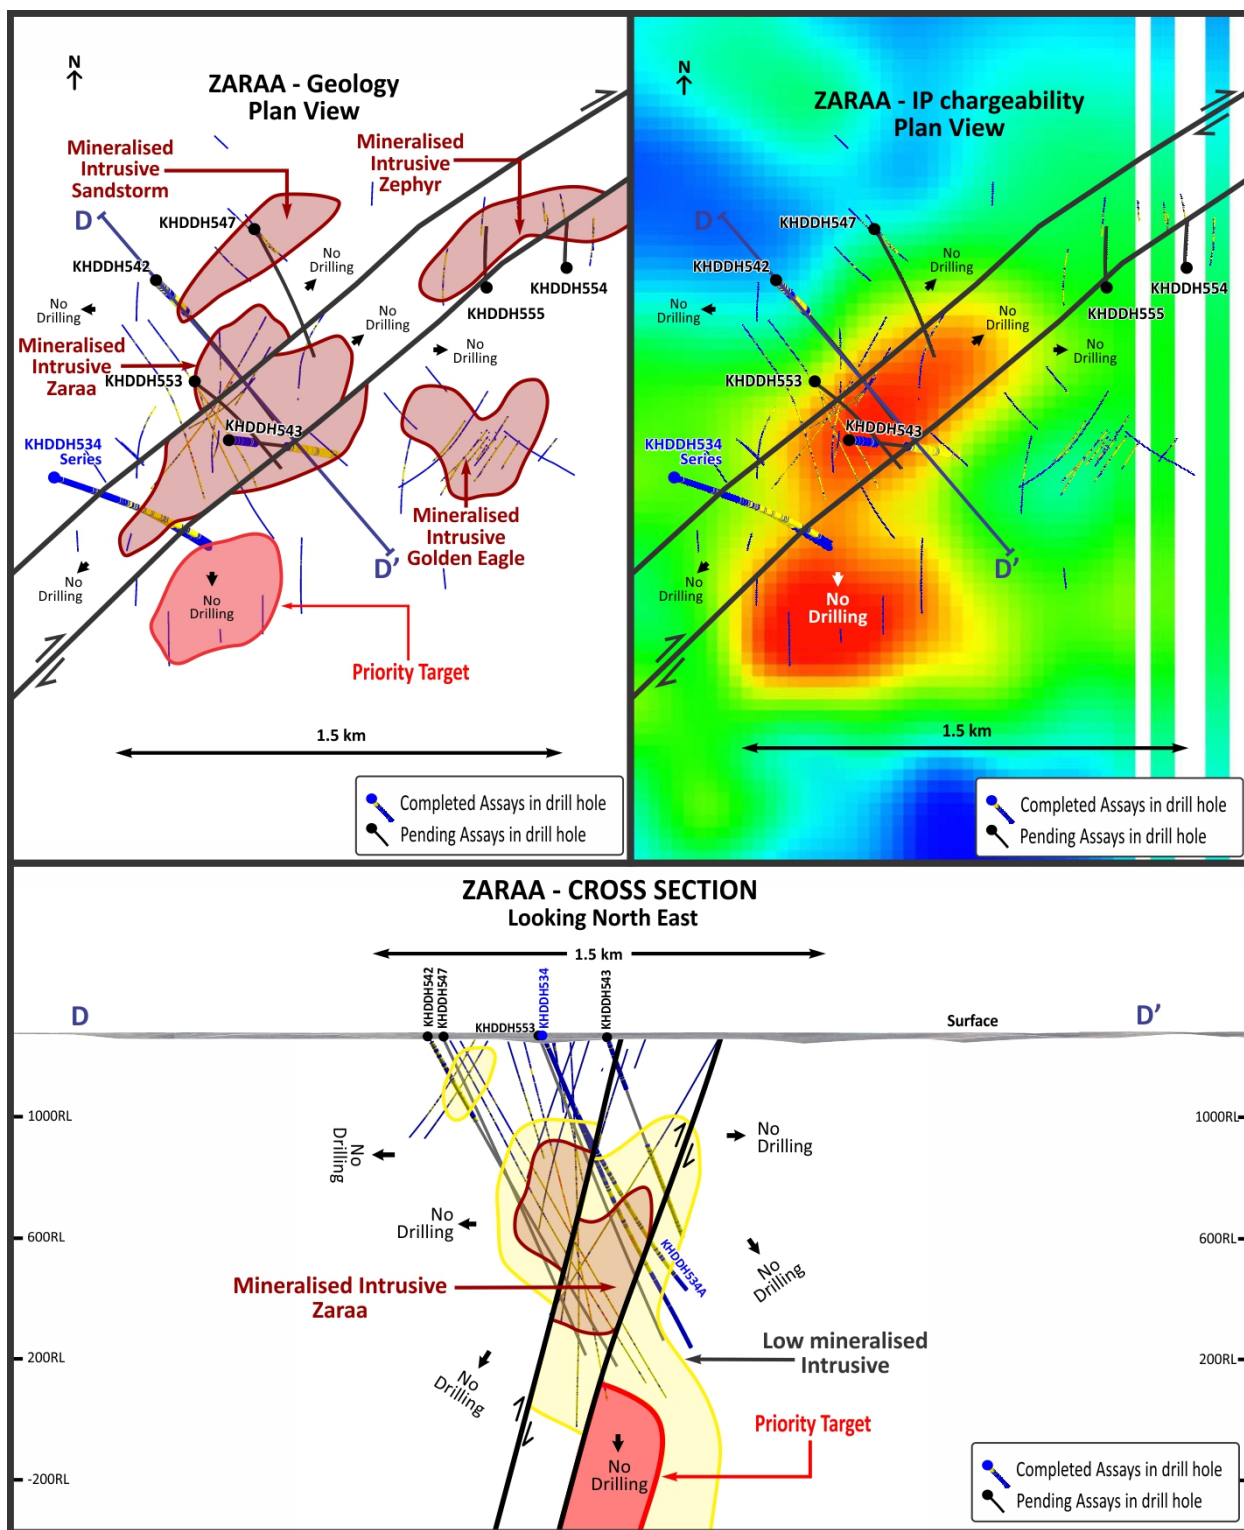 N
ZARAA - Geology
Plan View
Mineralised
Intrusive
Sandstorm
Mineralised
Intrusive
Zephyr
D
KHDDH547
KHDDH542
No
Drilling
KHDDH554
No
Drilling
KHDDH555
No
Drilling
Mineralised
Intrusive
Zaraa
No
Drilling
KHDDH553
KHDDH543
KHDDH534
Series
Mineralised
Intrusive
Golden Eagle
D'
No
Drilling
No
Drilling
Priority Target
1.5 km
Completed Assays in drill hole
Pending Assays in drill hole
N
ZARAA - IP chargeability
Plan View
D
KHDDH547
KHDDH542
KHDDH554
No
Drilling
KHDDH555
No
Drilling
No
Drilling
KHDDH553
KHDDH543
KHDDH534
Series
D'
No
Drilling
No
Drilling
1.5 km
Completed Assays in drill hole
Pending Assays in drill hole
ZARAA - CROSS SECTION
Looking North East
1.5 km
KHDDH542
KHDDH547
KHDDH553
KHDDH534
KHDDH543
D
Surface
D'
1000RL
1000RL
No
Drilling
No
Drilling
No
Drilling
600RL
600RL
No
Drilling
KHDDH534A
Mineralised Intrusive
Zaraa
Low mineralised
Intrusive
200RL
200RL
No
Drilling
Priority Target
No
Drilling
-200RL
Completed Assays in drill hole
Pending Assays in drill hole